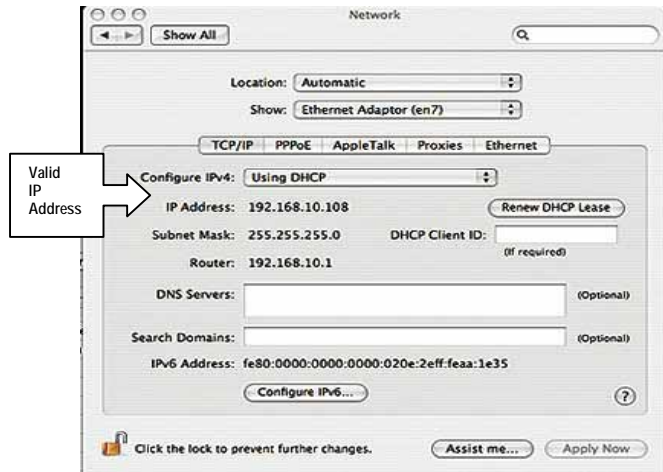 Network
Show All
Location: Automatic
Show: Ethernet Adaptor (en7)
TCP/IP PPPoE AppleTalk Proxies Ethernet
Valid
IP
Address
Configure IPv4: Using DHCP
IP Address: 192.168.10.108 Renew DHCP Lease
Subnet Mask: 255.255.255.0 DHCP Client ID:
(If required)
Router: 192.168.10.1
DNS Servers: (Optional)
Search Domains: (Optional)
IPv6 Address: fe80:0000:0000:0000:020e:2eff:feaa:1e35
Configure IPv6...
?
Click the lock to prevent further changes. Assist me... Apply Now